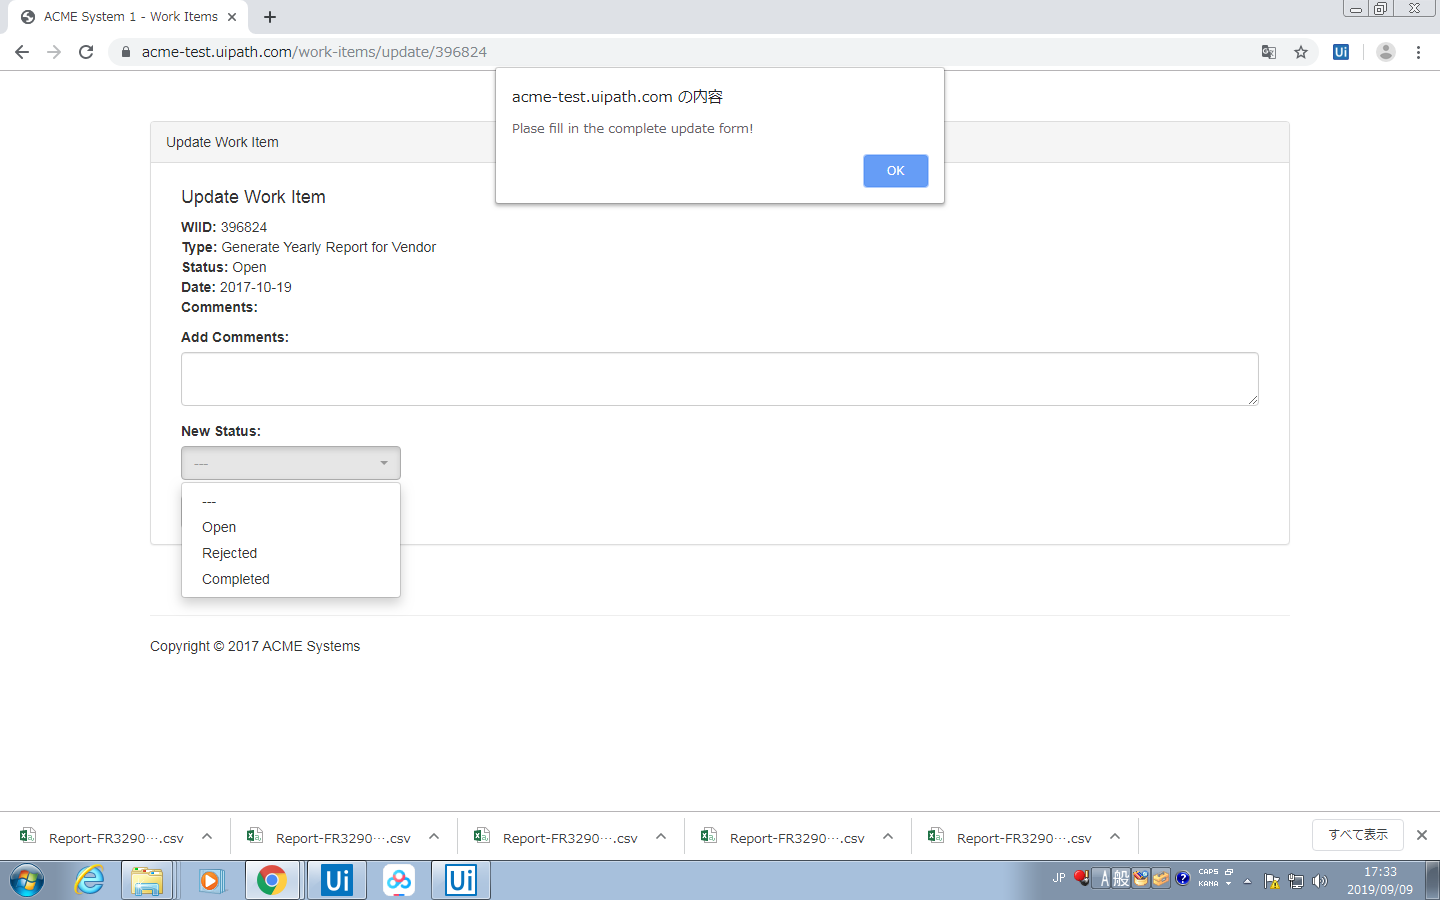 ACME System 1 - Work Items
acme-test.uipath.com/work-items/update/396824
Ui
acme-test.uipath.com の内容
Plase fill in the complete update form!
OK
Update Work Item
Update Work Item
WIID: 396824
Type: Generate Yearly Report for Vendor
Status: Open
Date: 2017-10-19
Comments:
Add Comments:
New Status:
---
---
Open
Rejected
Completed
Copyright © 2017 ACME Systems
Report-FR3290….csv
Report-FR3290….csv
Report-FR3290….csv
Report-FR3290….csv
Report-FR3290….csv
すべて表示
Ui
Ui
JP
A 般
CAPS
KANA
17:33
2019/09/09